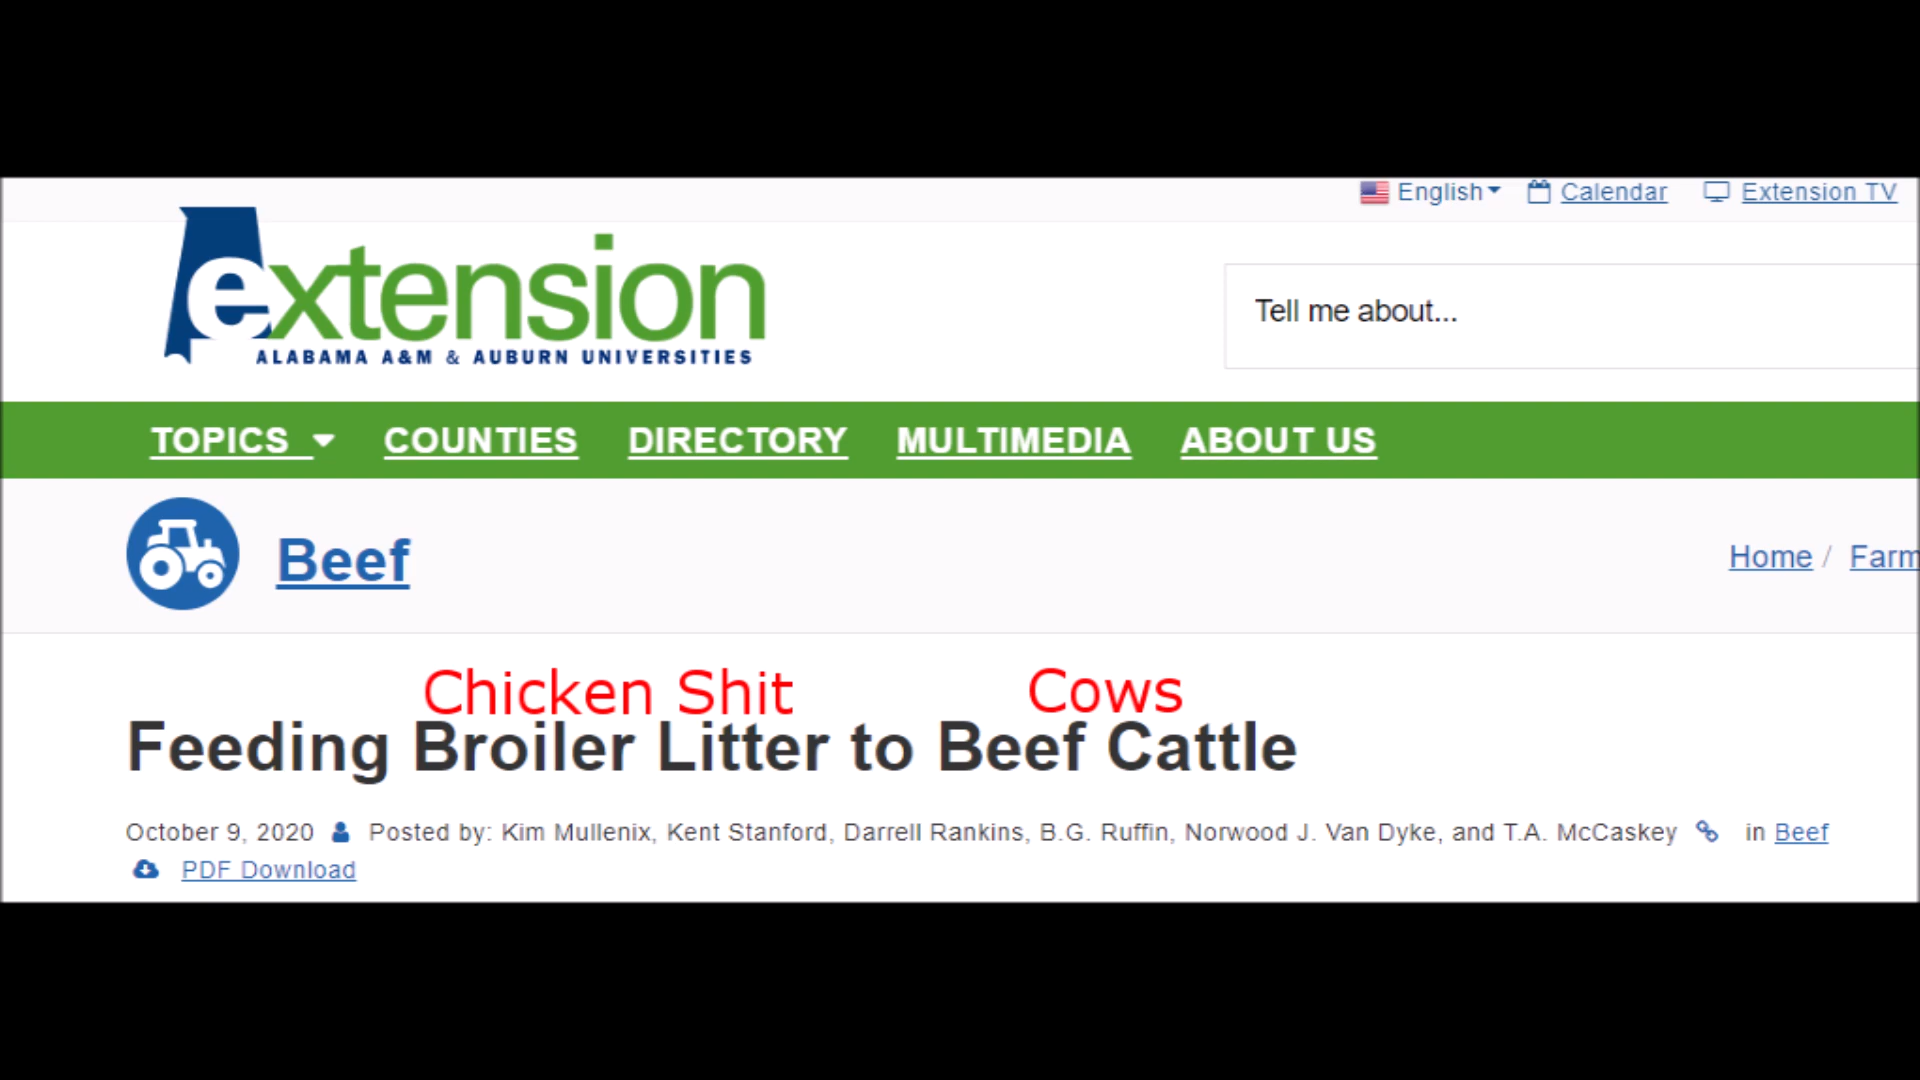 English Calendar Extension TV
extension
ALABAMA A&M & AUBURN UNIVERSITIES
Tell me about...
TOPICS COUNTIES DIRECTORY MULTIMEDIA ABOUT US
Beef
Home / Farm
Chicken Shit Cows
Feeding Broiler Litter to Beef Cattle
October 9, 2020 Posted by: Kim Mullenix, Kent Stanford, Darrell Rankins, B.G. Ruffin, Norwood J. Van Dyke, and T.A. McCaskey in Beef
PDF Download